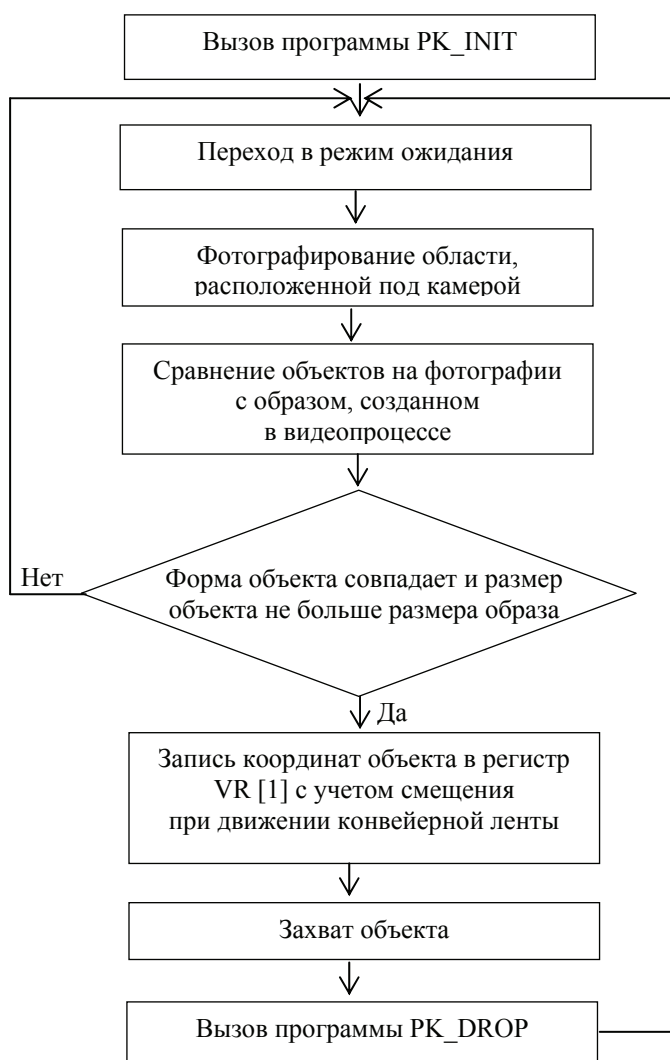 Вызов программы PK_INIT
Переход в режим ожидания
Фотографирование области,
расположенной под камерой
Сравнение объектов на фотографии
с образом, созданном
в видеопроцессе
Нет
Форма объекта совпадает и размер
объекта не больше размера образа
Да
Запись координат объекта в регистр
VR [1] с учетом смещения
при движении конвейерной ленты
Захват объекта
Вызов программы PK_DROP